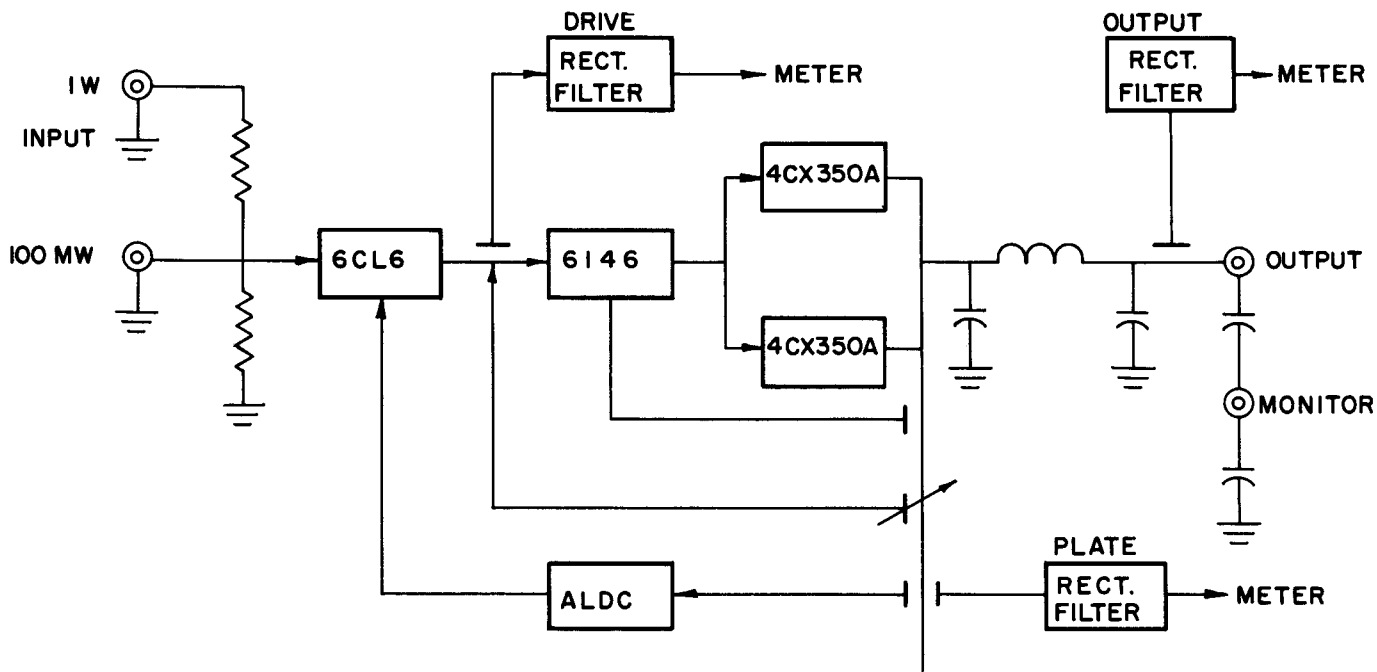 DRIVE
RECT.
FILTER
METER
OUTPUT
RECT.
FILTER
METER
1W
INPUT
100 MW
6CL6
6146
4CX350A
4CX350A
OUTPUT
MONITOR
ALDC
PLATE
RECT.
FILTER
METER